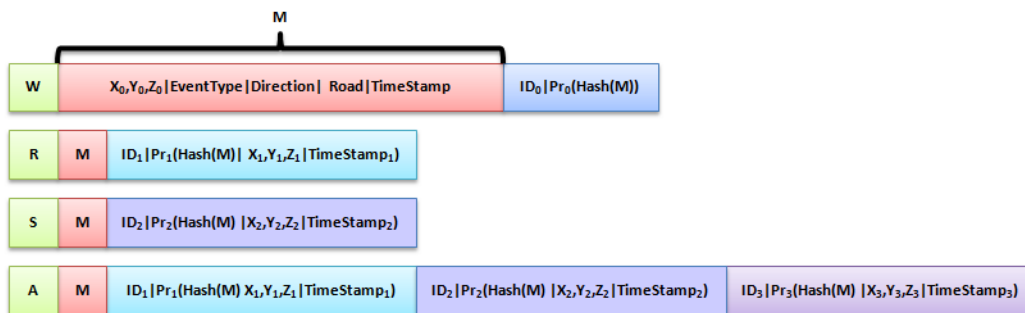 M
W X₀,Y₀,Z₀|EventType|Direction| Road|TimeStamp ID₀|Pr₀(Hash(M))
R M ID₁|Pr₁(Hash(M)| X₁,Y₁,Z₁|TimeStamp₁)
S M ID₂|Pr₂(Hash(M) |X₂,Y₂,Z₂|TimeStamp₂)
A M ID₁|Pr₁(Hash(M) X₁,Y₁,Z₁|TimeStamp₁) ID₂|Pr₂(Hash(M) |X₂,Y₂,Z₂|TimeStamp₂) ID₃|Pr₃(Hash(M) |X₃,Y₃,Z₃|TimeStamp₃)